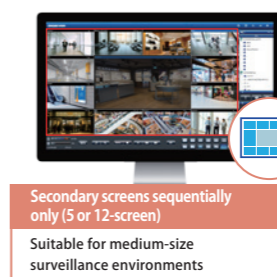 Secondary screens sequentially
only (5 or 12-screen)
Suitable for medium-size
surveillance environments